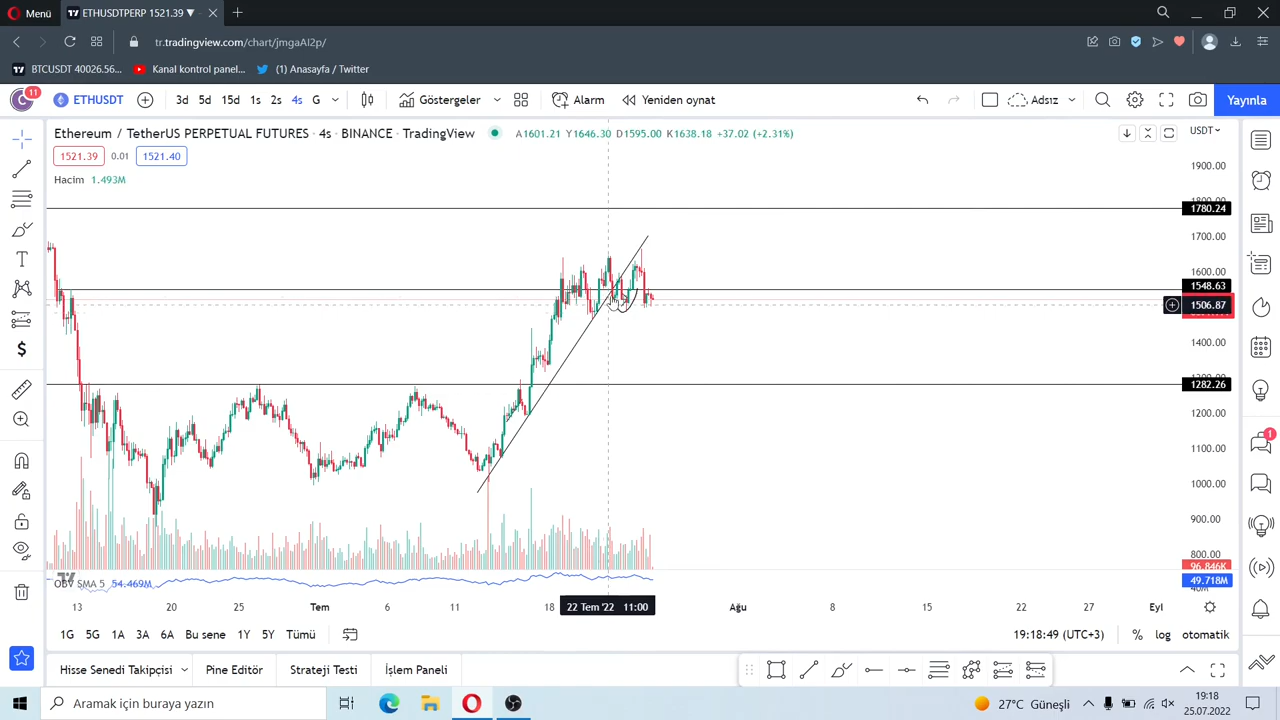 Menü
ETHUSDTPERP 1521.39 ▼
tr.tradingview.com/chart/jmgaAI2p/
BTCUSDT 40026.56...
Kanal kontrol panel...
(1) Anasayfa / Twitter
11
ETHUSDT
3d 5d 15d 1s 2s 4s G
Göstergeler
Alarm
Yeniden oynat
Adsız
Yayınla
Ethereum / TetherUS PERPETUAL FUTURES · 4s · BINANCE · TradingView
A1601.21 Y1646.30 D1595.00 K1638.18 +37.02 (+2.31%)
USDT
1521.39 0.01 1521.40
Hacim 1.493M
1900.00
1780.24
1700.00
1600.00
1548.63
1506.87
1400.00
1282.26
1200.00
1100.00
1000.00
900.00
800.00
96.846K
OBV SMA 5 54.469M
49.718M
13 20 25 Tem 6 11 18 22 Tem '22 11:00 Ağu 8 15 22 27 Eyl
1G 5G 1A 3A 6A Bu sene 1Y 5Y Tümü
19:18:49 (UTC+3) % log otomatik
Hisse Senedi Takipçisi Pine Editör Strateji Testi İşlem Paneli
1
Aramak için buraya yazın
27°C Güneşli
19:18
25.07.2022